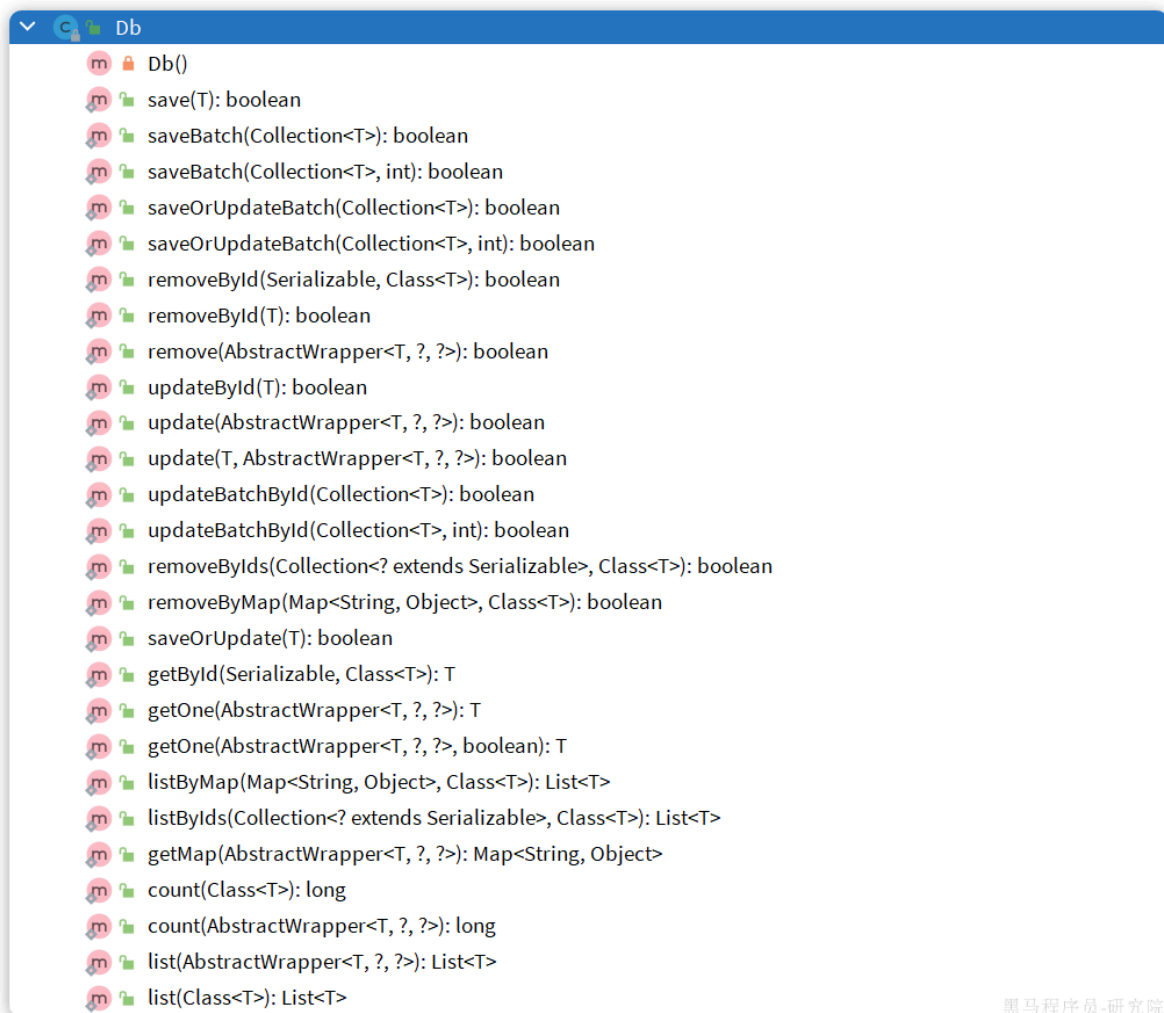 Db
Db()
save(T): boolean
saveBatch(Collection<T>): boolean
saveBatch(Collection<T>, int): boolean
saveOrUpdateBatch(Collection<T>): boolean
saveOrUpdateBatch(Collection<T>, int): boolean
removeById(Serializable, Class<T>): boolean
removeById(T): boolean
remove(AbstractWrapper<T, ?, ?>): boolean
updateById(T): boolean
update(AbstractWrapper<T, ?, ?>): boolean
update(T, AbstractWrapper<T, ?, ?>): boolean
updateBatchById(Collection<T>): boolean
updateBatchById(Collection<T>, int): boolean
removeByIds(Collection<? extends Serializable>, Class<T>): boolean
removeByMap(Map<String, Object>, Class<T>): boolean
saveOrUpdate(T): boolean
getById(Serializable, Class<T>): T
getOne(AbstractWrapper<T, ?, ?>): T
getOne(AbstractWrapper<T, ?, ?>, boolean): T
listByMap(Map<String, Object>, Class<T>): List<T>
listByIds(Collection<? extends Serializable>, Class<T>): List<T>
getMap(AbstractWrapper<T, ?, ?>): Map<String, Object>
count(Class<T>): long
count(AbstractWrapper<T, ?, ?>): long
list(AbstractWrapper<T, ?, ?>): List<T>
list(Class<T>): List<T>
黑马程序员-研究院